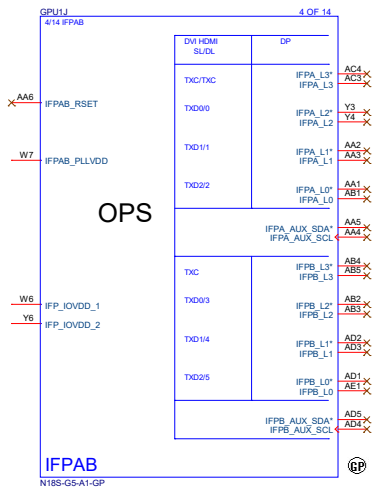 GPU1J 4 OF 14
4/14 IFPAB
DVI HDMI DP
SL/DL
AC4
TXC/TXC IFPA_L3*
AC3
IFPA_L3
AA6
IFPAB_RSET
Y3
TXD0/0 IFPA_L2*
Y4
IFPA_L2
W7
IFPAB_PLLVDD
AA2
TXD1/1 IFPA_L1*
AA3
IFPA_L1
AA1
TXD2/2 IFPA_L0*
AB1
IFPA_L0
OPS
AA5
IFPA_AUX_SDA*
AA4
IFPA_AUX_SCL
AB4
TXC IFPB_L3*
AB5
IFPB_L3
W6
IFP_IOVDD_1
AB2
TXD0/3 IFPB_L2*
AB3
IFPB_L2
Y6
IFP_IOVDD_2
AD2
TXD1/4 IFPB_L1*
AD3
IFPB_L1
AD1
TXD2/5 IFPB_L0*
AE1
IFPB_L0
AD5
IFPB_AUX_SDA*
AD4
IFPB_AUX_SCL
IFPAB GP
N18S-G5-A1-GP